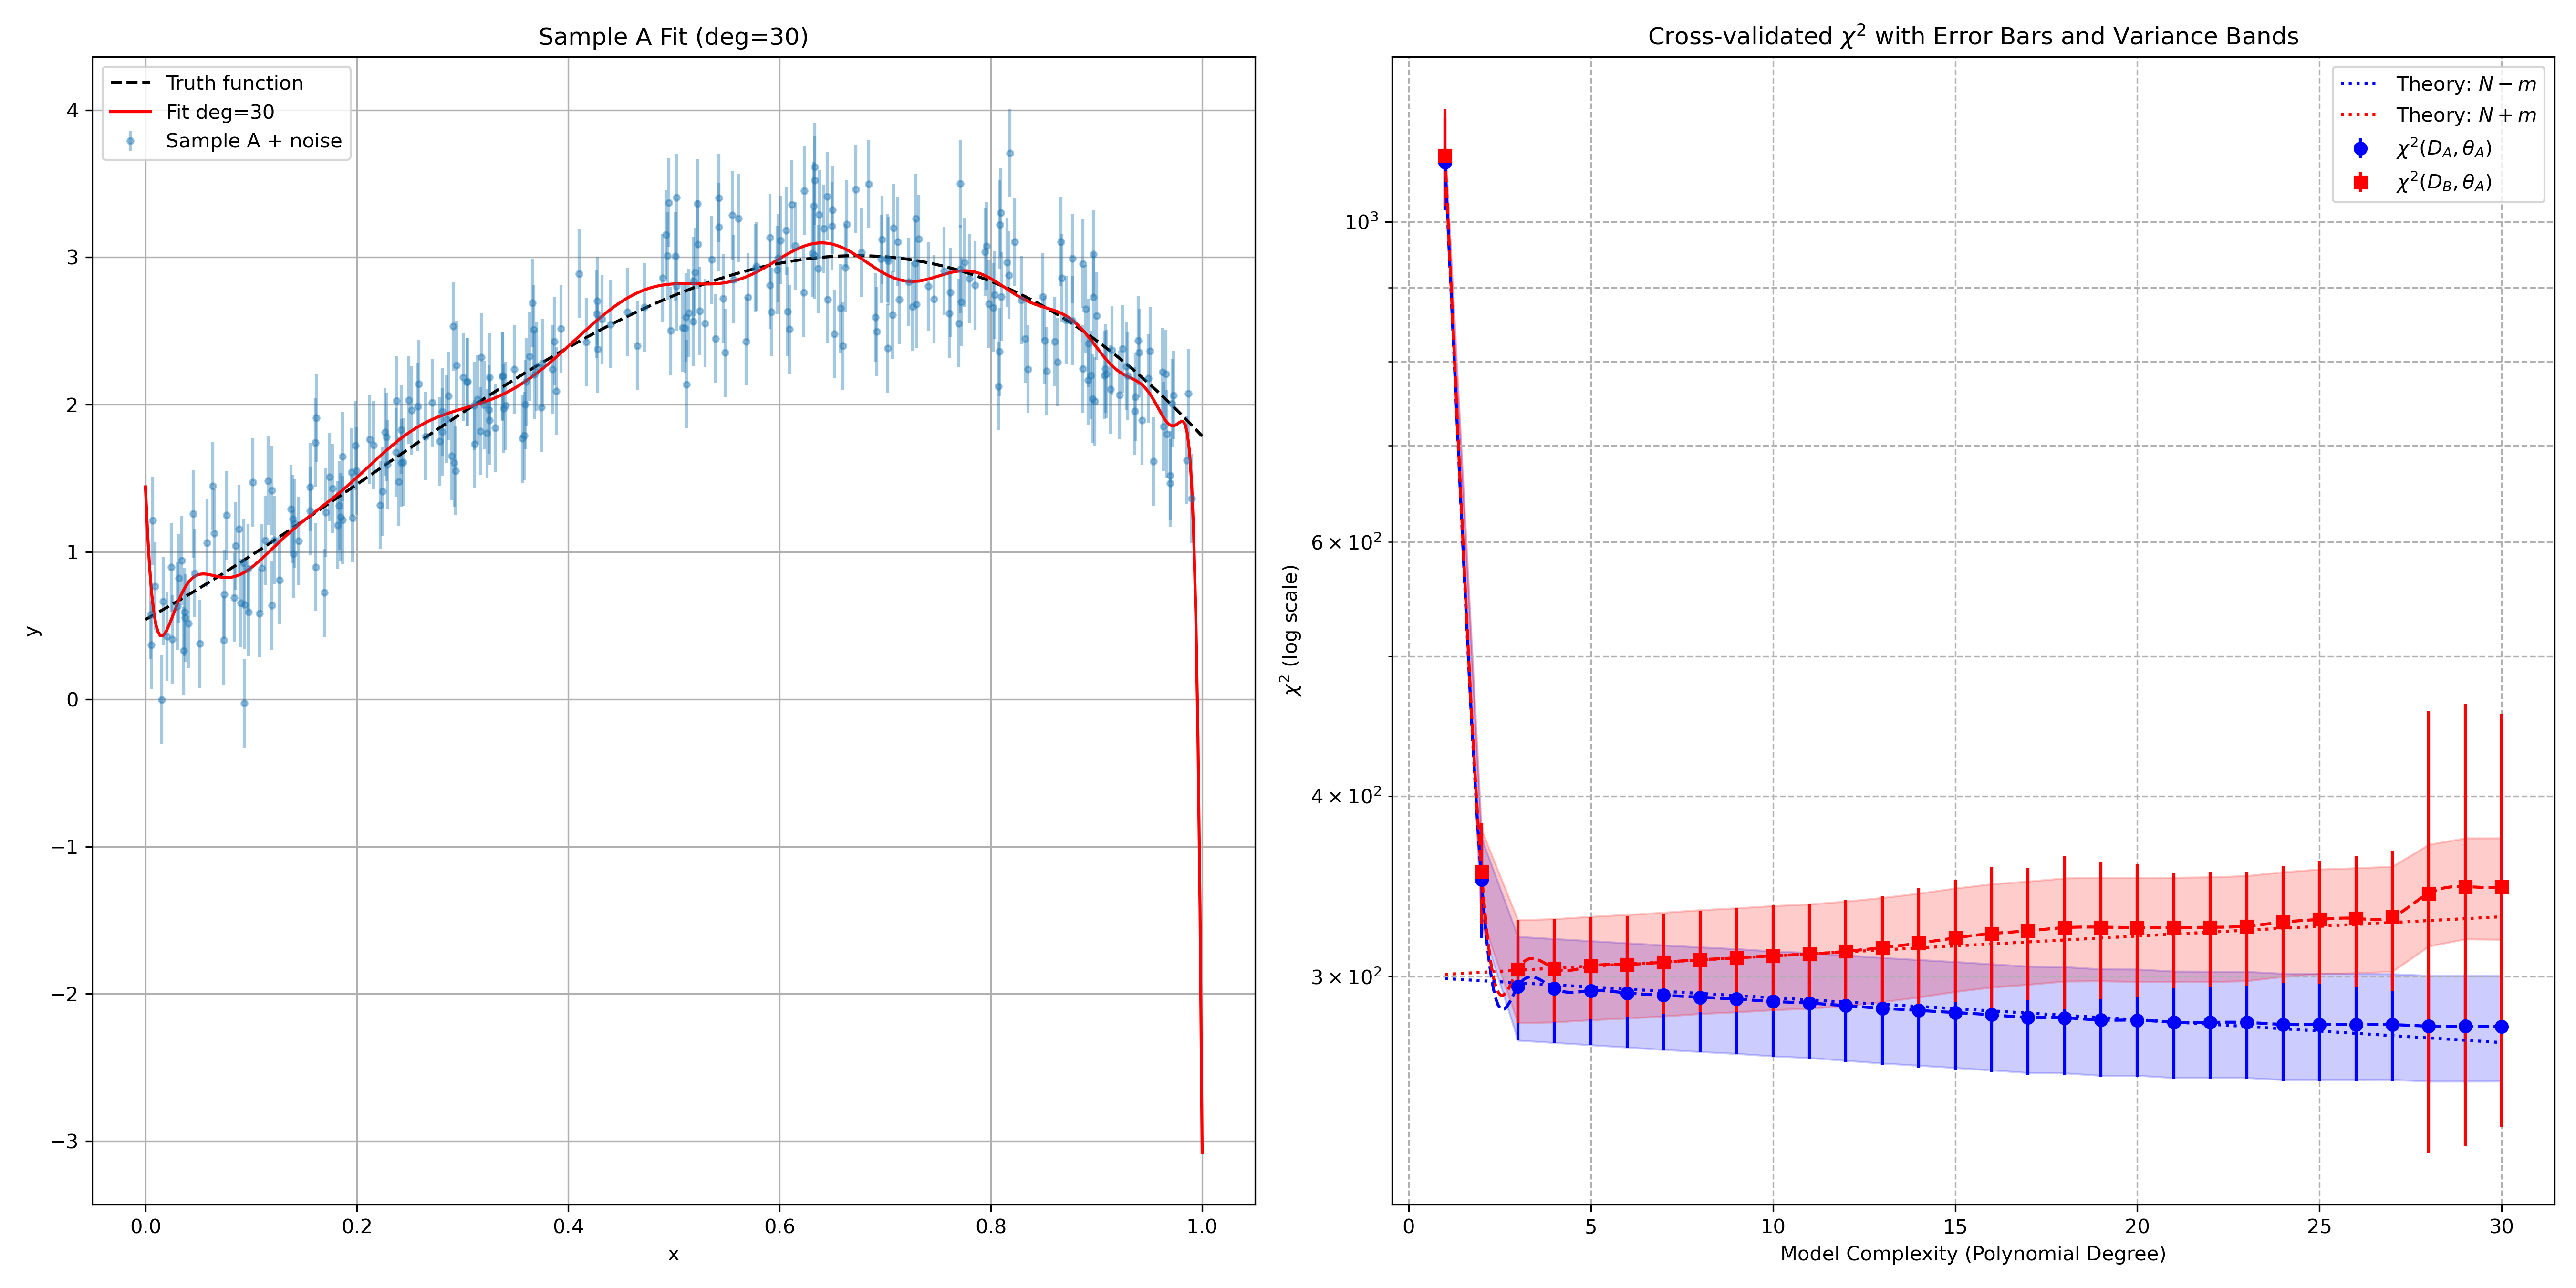 Sample A Fit (deg=30)
Truth function
Fit deg=30
Sample A + noise
4
3
2
1
0
−1
−2
−3
y
0.0 0.2 0.4 0.6 0.8 1.0
x
Cross-validated χ² with Error Bars and Variance Bands
Theory: N − m
Theory: N + m
χ²(D_A, θ_A)
χ²(D_B, θ_A)
10³
6 × 10²
4 × 10²
3 × 10²
χ² (log scale)
0 5 10 15 20 25 30
Model Complexity (Polynomial Degree)